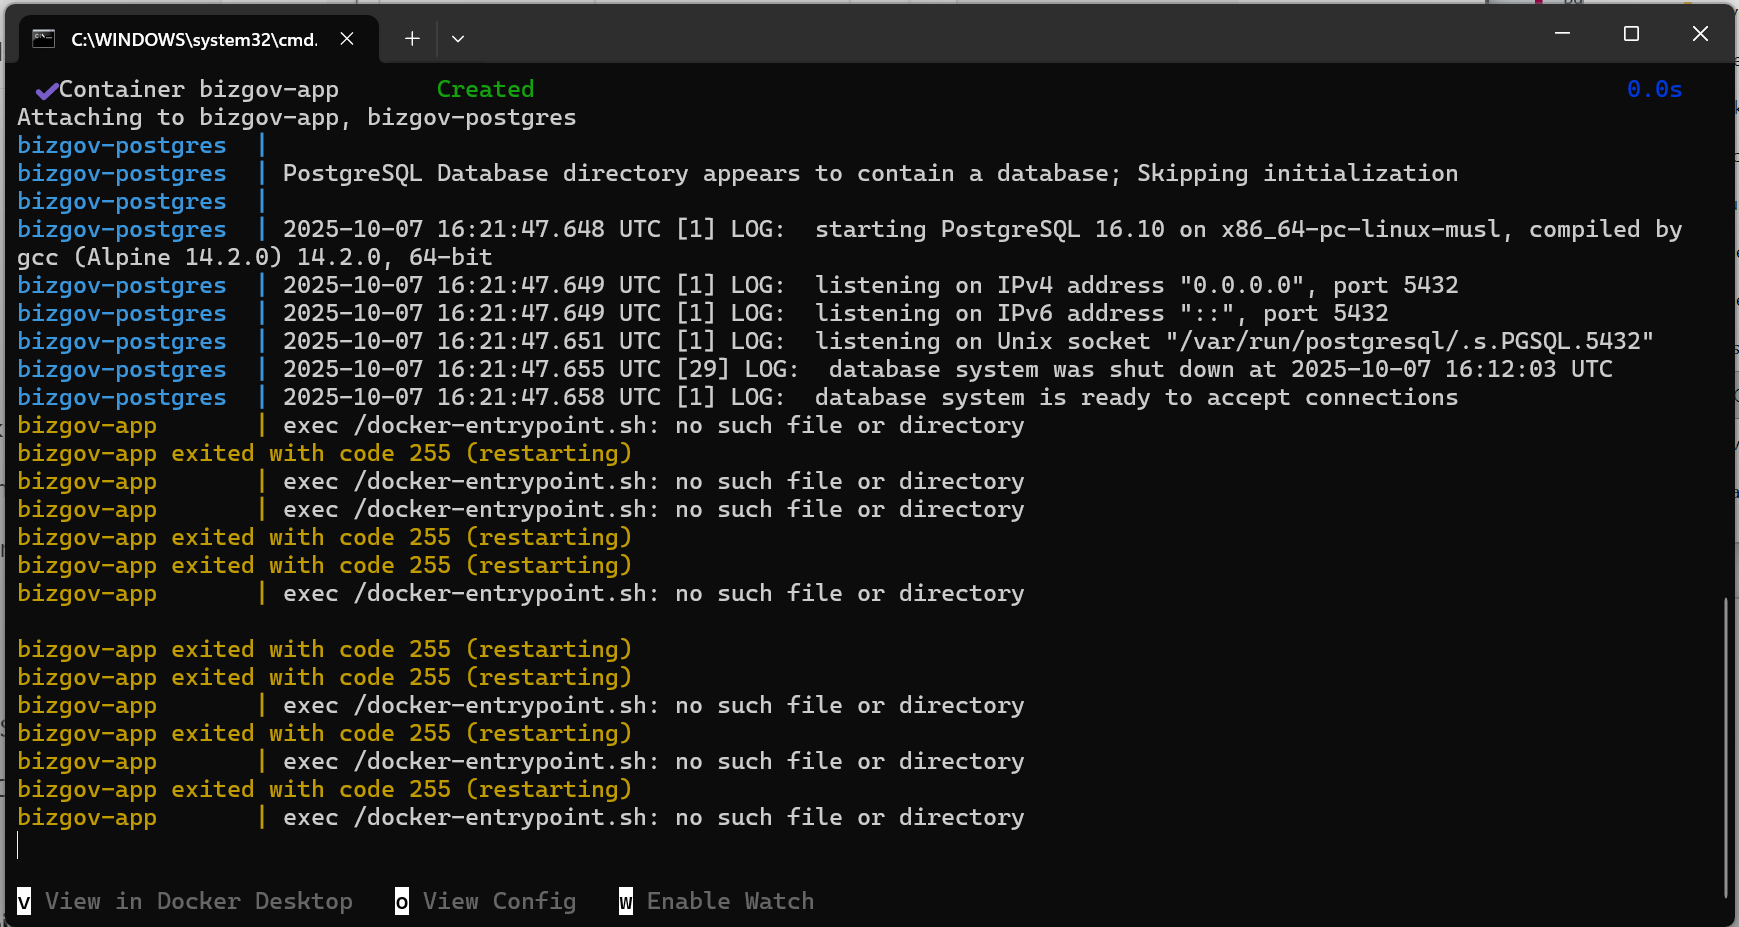 C:\WINDOWS\system32\cmd.
Container bizgov-app Created 0.0s
Attaching to bizgov-app, bizgov-postgres
bizgov-postgres |
bizgov-postgres | PostgreSQL Database directory appears to contain a database; Skipping initialization
bizgov-postgres |
bizgov-postgres | 2025-10-07 16:21:47.648 UTC [1] LOG:  starting PostgreSQL 16.10 on x86_64-pc-linux-musl, compiled by
gcc (Alpine 14.2.0) 14.2.0, 64-bit
bizgov-postgres | 2025-10-07 16:21:47.649 UTC [1] LOG:  listening on IPv4 address "0.0.0.0", port 5432
bizgov-postgres | 2025-10-07 16:21:47.649 UTC [1] LOG:  listening on IPv6 address "::", port 5432
bizgov-postgres | 2025-10-07 16:21:47.651 UTC [1] LOG:  listening on Unix socket "/var/run/postgresql/.s.PGSQL.5432"
bizgov-postgres | 2025-10-07 16:21:47.655 UTC [29] LOG:  database system was shut down at 2025-10-07 16:12:03 UTC
bizgov-postgres | 2025-10-07 16:21:47.658 UTC [1] LOG:  database system is ready to accept connections
bizgov-app | exec /docker-entrypoint.sh: no such file or directory
bizgov-app exited with code 255 (restarting)
bizgov-app | exec /docker-entrypoint.sh: no such file or directory
bizgov-app | exec /docker-entrypoint.sh: no such file or directory
bizgov-app exited with code 255 (restarting)
bizgov-app exited with code 255 (restarting)
bizgov-app | exec /docker-entrypoint.sh: no such file or directory
bizgov-app exited with code 255 (restarting)
bizgov-app exited with code 255 (restarting)
bizgov-app | exec /docker-entrypoint.sh: no such file or directory
bizgov-app exited with code 255 (restarting)
bizgov-app | exec /docker-entrypoint.sh: no such file or directory
bizgov-app exited with code 255 (restarting)
bizgov-app | exec /docker-entrypoint.sh: no such file or directory
v View in Docker Desktop o View Config w Enable Watch